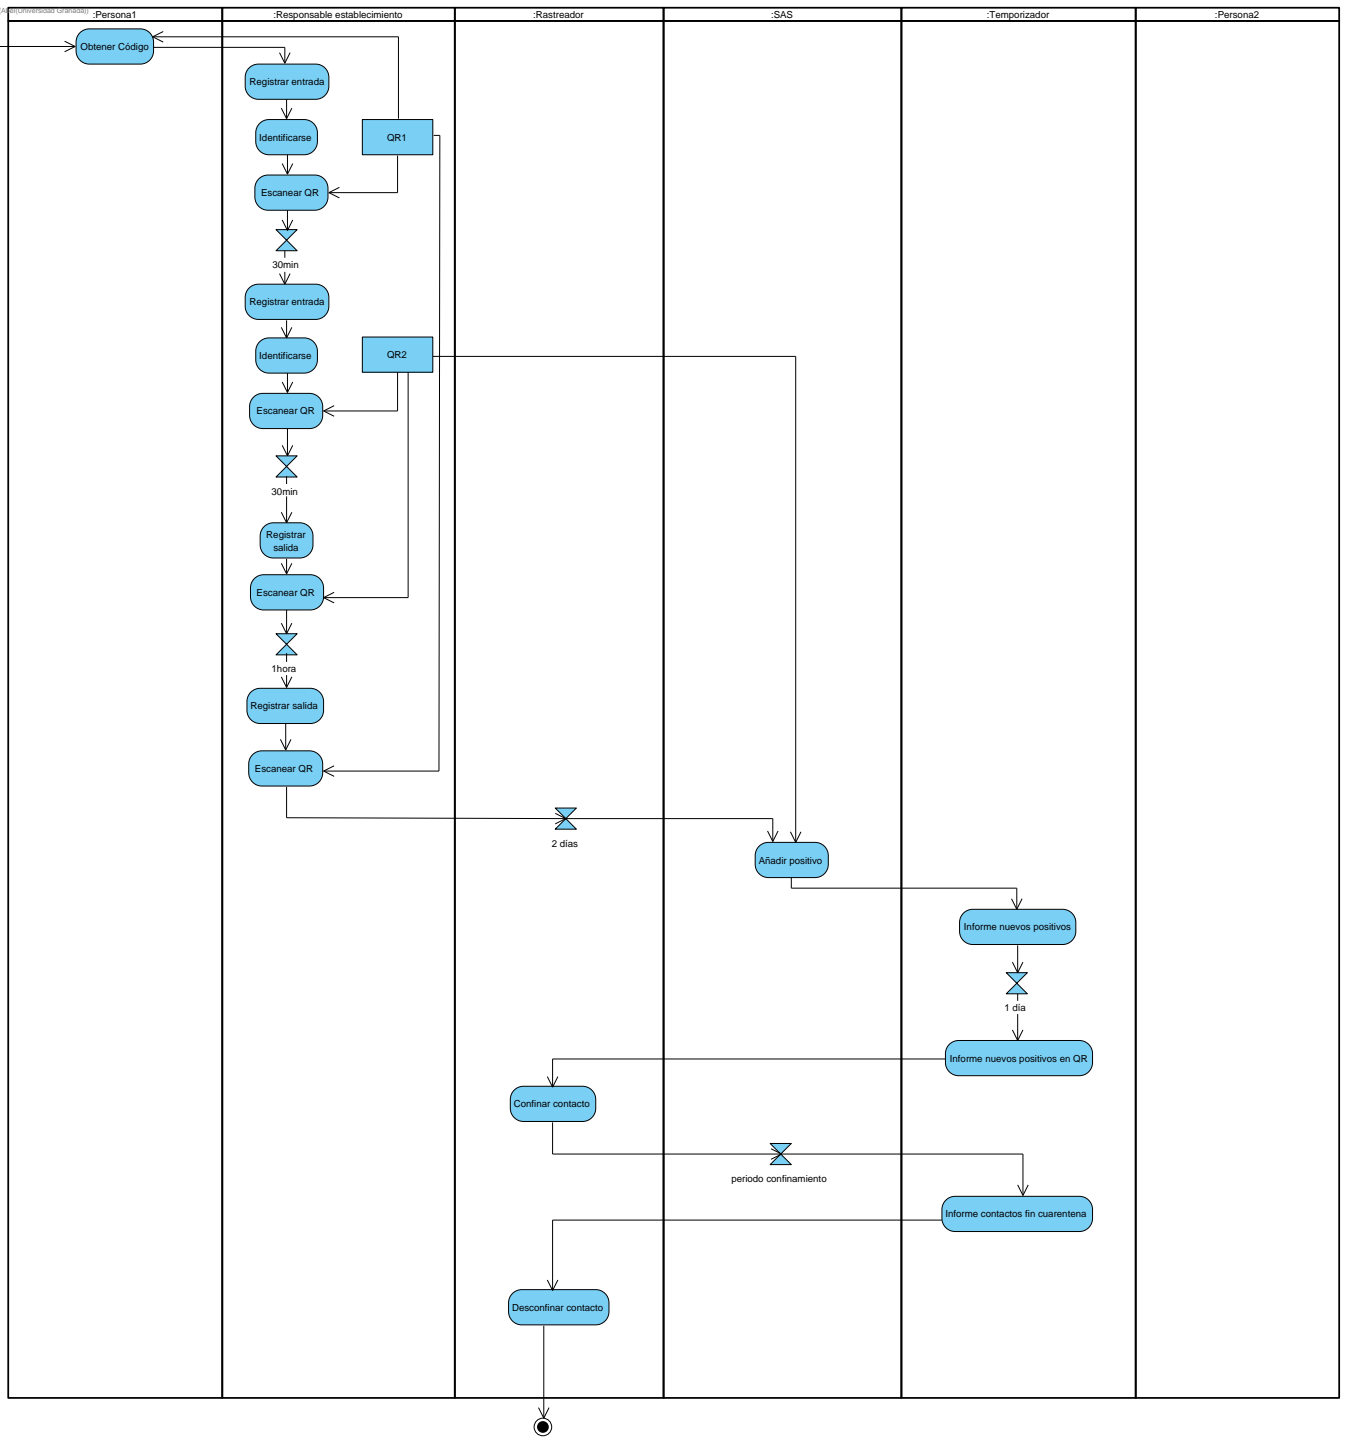 :Persona1
:Responsable establecimiento
:Rastreador
:SAS
:Temporizador
:Persona2
Obtener Código
Registrar entrada
Identificarse
QR1
Escanear QR
30min
Registrar entrada
Identificarse
QR2
Escanear QR
30min
Registrar
salida
Escanear QR
1hora
Registrar salida
Escanear QR
2 días
Añadir positivo
Informe nuevos positivos
1 día
Informe nuevos positivos en QR
Confinar contacto
periodo confinamiento
Informe contactos fin cuarentena
Desconfinar contacto